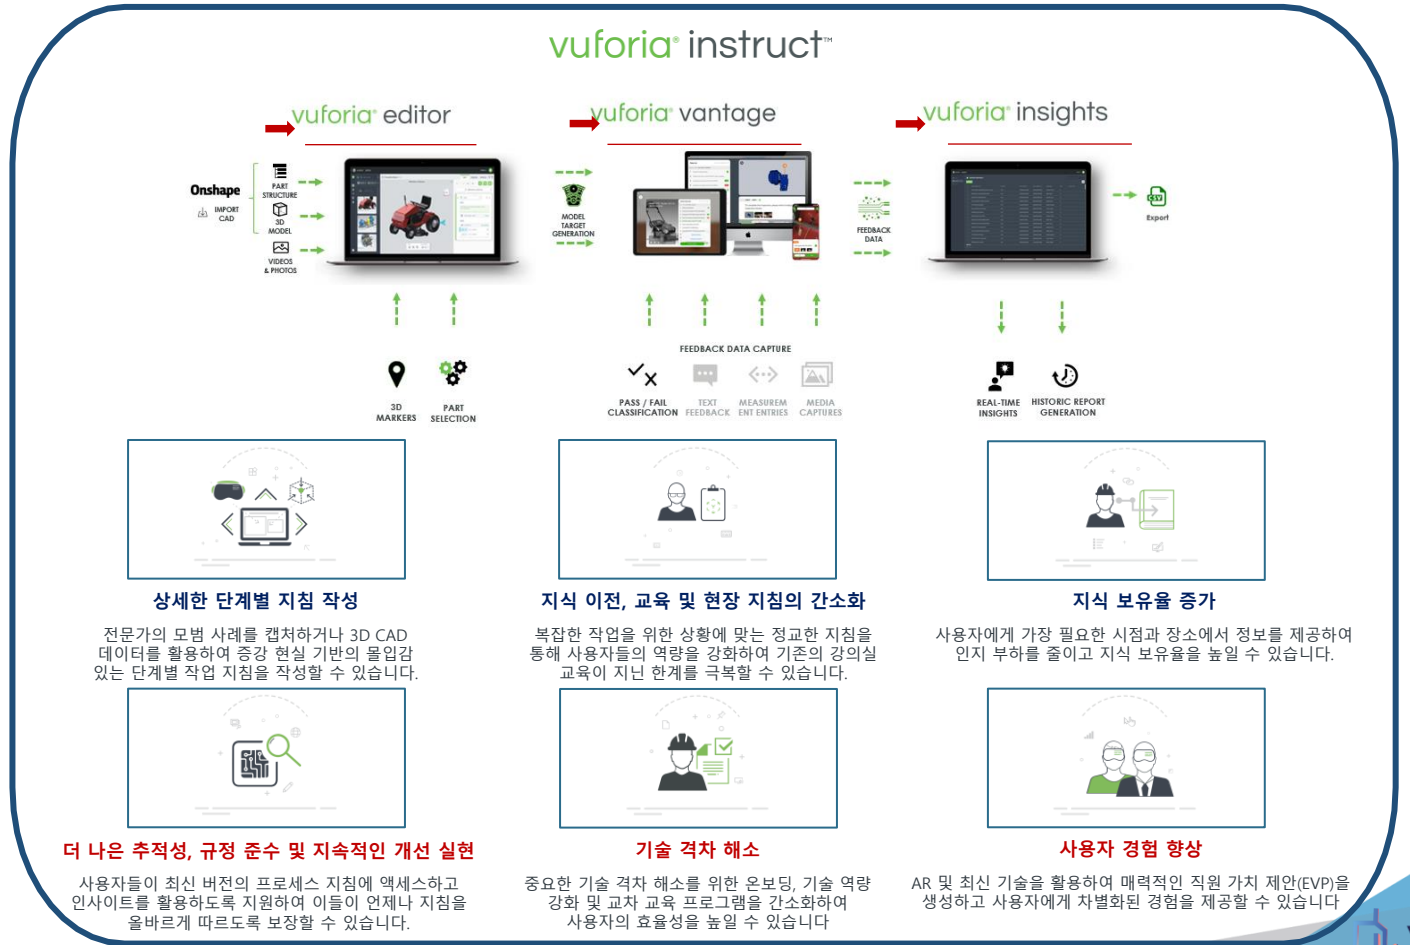 vuforia® instruct™
vuforia® editor
vuforia® vantage
vuforia® insights
Onshape
IMPORT
CAD
PART
STRUCTURE
3D
MODEL
VIDEOS
& PHOTOS
MODEL
TARGET
GENERATION
FEEDBACK
DATA
CSV
Export
3D
MARKERS
PART
SELECTION
FEEDBACK DATA CAPTURE
PASS / FAIL
CLASSIFICATION
TEXT
FEEDBACK
MEASUREM
ENT ENTRIES
MEDIA
CAPTURES
REAL-TIME
INSIGHTS
HISTORIC REPORT
GENERATION
상세한 단계별 지침 작성
전문가의 모범 사례를 캡처하거나 3D CAD
데이터를 활용하여 증강 현실 기반의 몰입감
있는 단계별 작업 지침을 작성할 수 있습니다.
지식 이전, 교육 및 현장 지침의 간소화
복잡한 작업을 위한 상황에 맞는 정교한 지침을
통해 사용자들의 역량을 강화하여 기존의 강의실
교육이 지닌 한계를 극복할 수 있습니다.
지식 보유율 증가
사용자에게 가장 필요한 시점과 장소에서 정보를 제공하여
인지 부하를 줄이고 지식 보유율을 높일 수 있습니다.
더 나은 추적성, 규정 준수 및 지속적인 개선 실현
사용자들이 최신 버전의 프로세스 지침에 액세스하고
인사이트를 활용하도록 지원하여 이들이 언제나 지침을
올바르게 따르도록 보장할 수 있습니다.
기술 격차 해소
중요한 기술 격차 해소를 위한 온보딩, 기술 역량
강화 및 교차 교육 프로그램을 간소화하여
사용자의 효율성을 높일 수 있습니다
사용자 경험 향상
AR 및 최신 기술을 활용하여 매력적인 직원 가치 제안(EVP)을
생성하고 사용자에게 차별화된 경험을 제공할 수 있습니다